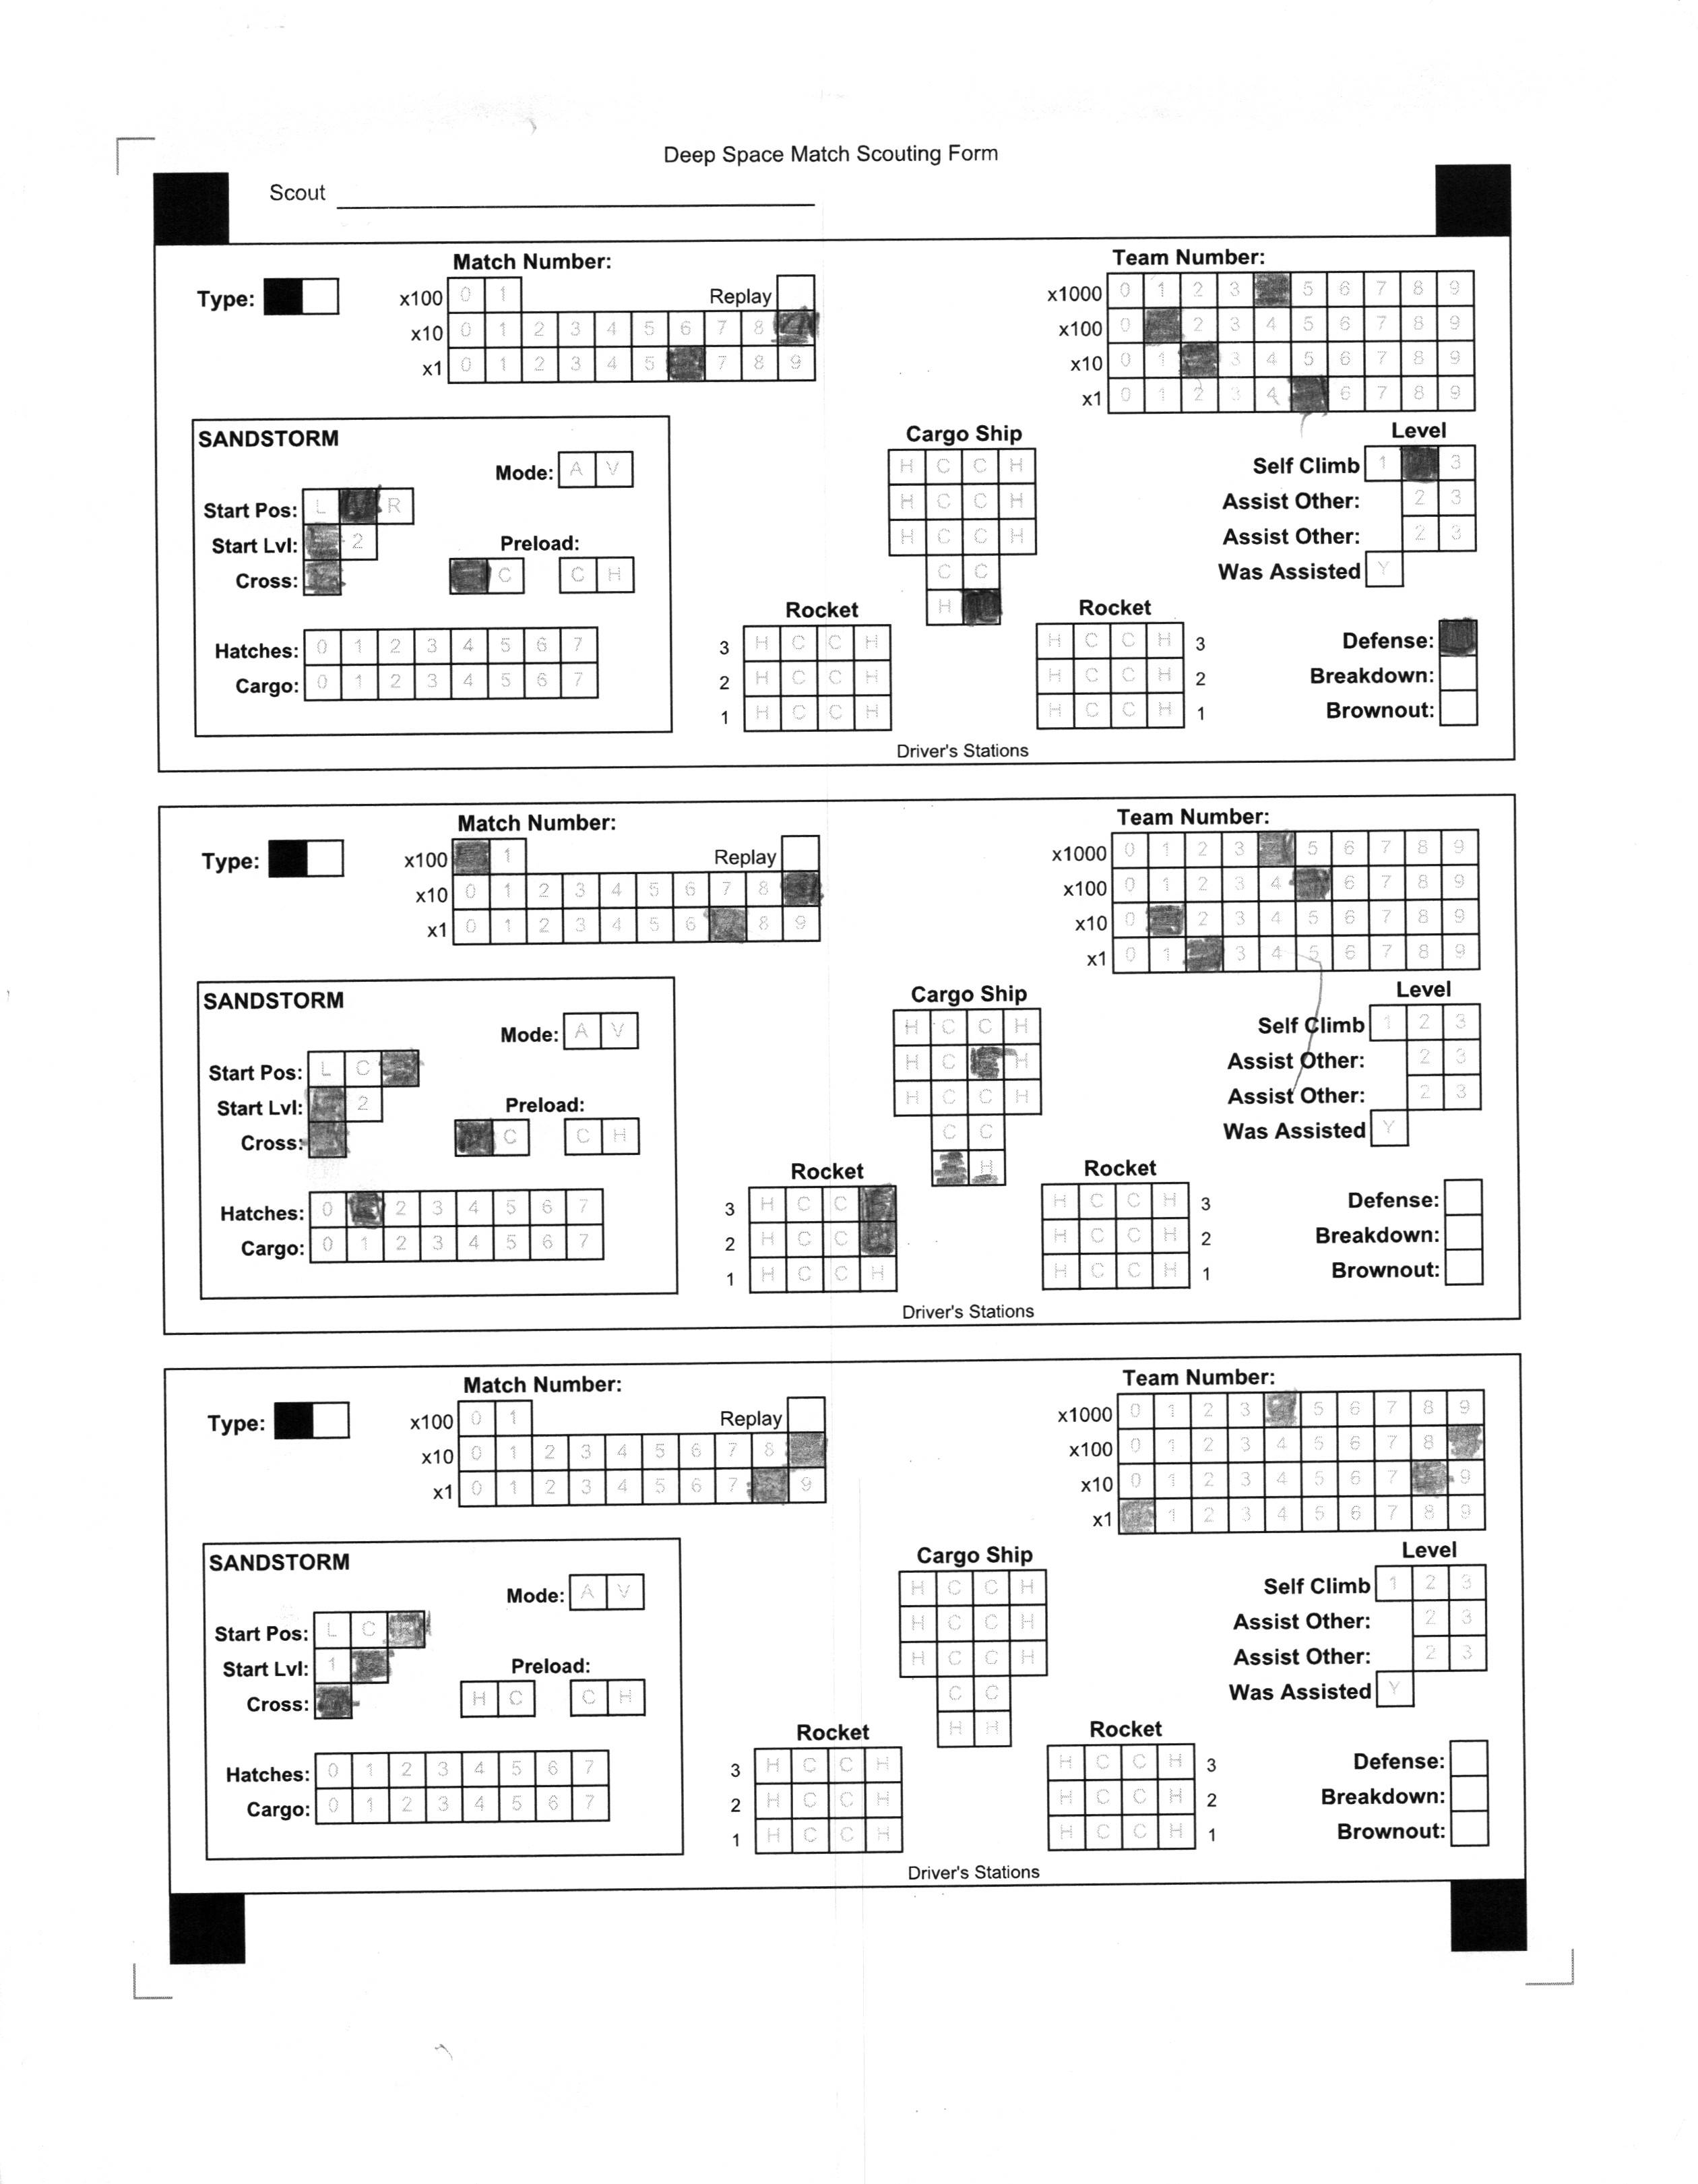 Deep Space Match Scouting Form
Scout
Match Number: Team Number:
Type: x100 0 1 Replay x1000 0 1 2 3 5 6 7 8 9
x10 0 1 2 3 4 5 6 7 8 x100 0 2 3 4 5 6 7 8 9
x1 0 1 2 3 4 5 7 8 9 x10 0 1 3 4 5 6 7 8 9
x1 0 1 2 3 4 6 7 8 9
SANDSTORM Cargo Ship Level
Mode: A V H C C H Self Climb 1 3
Start Pos: L R H C C H Assist Other: 2 3
Start Lvl: 2 Preload: H C C H Assist Other: 2 3
Cross: C C H C C Was Assisted Y
Rocket H Rocket
Hatches: 0 1 2 3 4 5 6 7 3 H C C H H C C H 3 Defense:
Cargo: 0 1 2 3 4 5 6 7 2 H C C H H C C H 2 Breakdown:
1 H C C H H C C H 1 Brownout:
Driver's Stations
Match Number: Team Number:
Type: x100 1 Replay x1000 0 1 2 3 5 6 7 8 9
x10 0 1 2 3 4 5 6 7 8 x100 0 1 2 3 4 6 7 8 9
x1 0 1 2 3 4 5 6 8 9 x10 0 2 3 4 5 6 7 8 9
x1 0 1 3 4 5 6 7 8 9
SANDSTORM Cargo Ship Level
Mode: A V H C C H Self Climb 1 2 3
Start Pos: L C H C H Assist Other: 2 3
Start Lvl: 2 Preload: H C C H Assist Other: 2 3
Cross: C C H C C Was Assisted Y
Rocket H Rocket
Hatches: 0 2 3 4 5 6 7 3 H C C H C C H 3 Defense:
Cargo: 0 1 2 3 4 5 6 7 2 H C C H C C H 2 Breakdown:
1 H C C H H C C H 1 Brownout:
Driver's Stations
Match Number: Team Number:
Type: x100 0 1 Replay x1000 0 1 2 3 5 6 7 8 9
x10 0 1 2 3 4 5 6 7 8 x100 0 1 2 3 4 5 6 7 8
x1 0 1 2 3 4 5 6 7 9 x10 0 1 2 3 4 5 6 7 9
x1 1 2 3 4 5 6 7 8 9
SANDSTORM Cargo Ship Level
Mode: A V H C C H Self Climb 1 2 3
Start Pos: L C H C C H Assist Other: 2 3
Start Lvl: 1 Preload: H C C H Assist Other: 2 3
Cross: H C C H C C Was Assisted Y
Rocket H H Rocket
Hatches: 0 1 2 3 4 5 6 7 3 H C C H H C C H 3 Defense:
Cargo: 0 1 2 3 4 5 6 7 2 H C C H H C C H 2 Breakdown:
1 H C C H H C C H 1 Brownout:
Driver's Stations